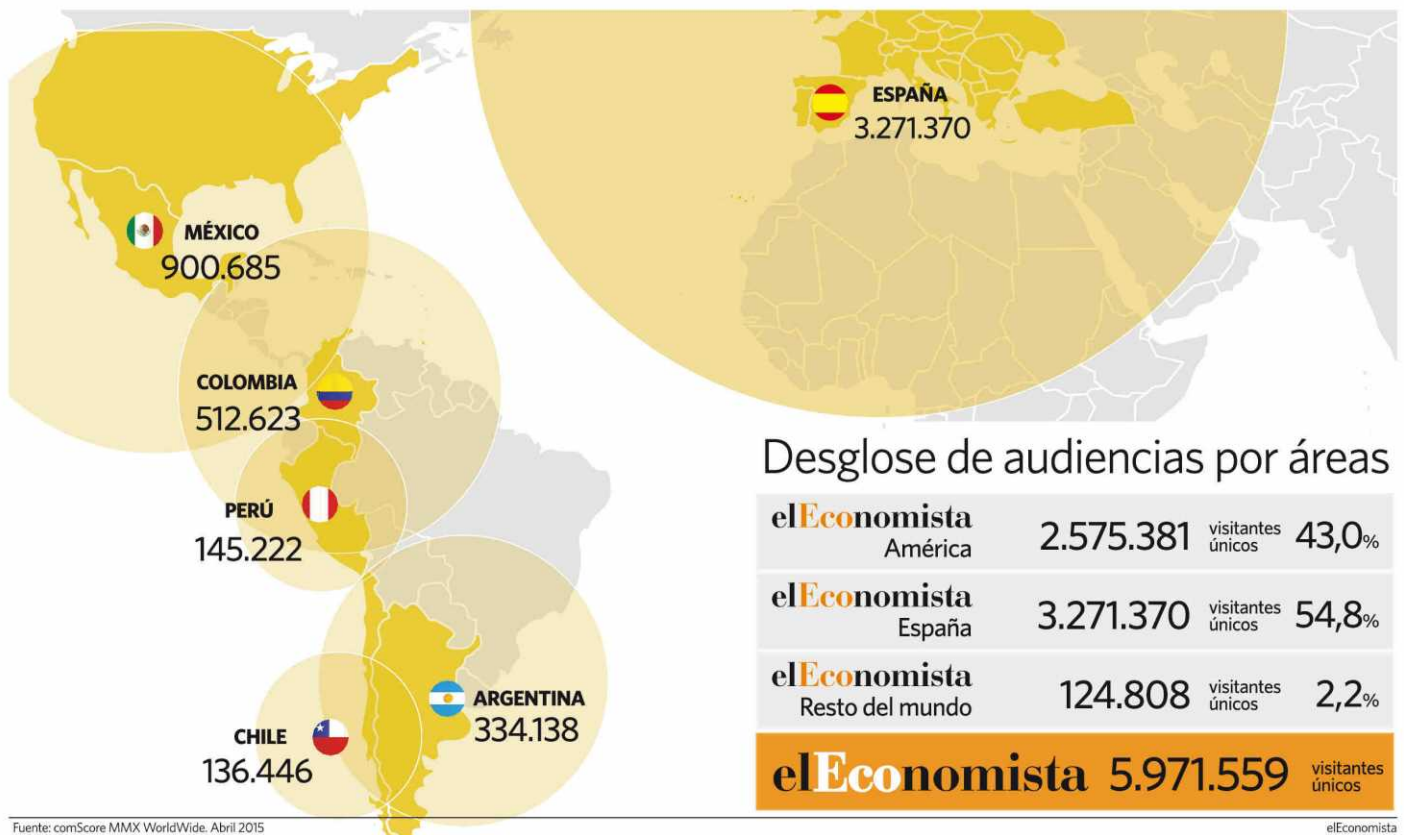 ESPAÑA
3.271.370
MÉXICO
900.685
COLOMBIA
512.623
PERÚ
145.222
ARGENTINA
334.138
CHILE
136.446
Desglose de audiencias por áreas
elEconomista
América
2.575.381 visitantes únicos 43,0%
elEconomista
España
3.271.370 visitantes únicos 54,8%
elEconomista
Resto del mundo
124.808 visitantes únicos 2,2%
elEconomista 5.971.559 visitantes únicos
Fuente: comScore MMX WorldWide. Abril 2015
elEconomista